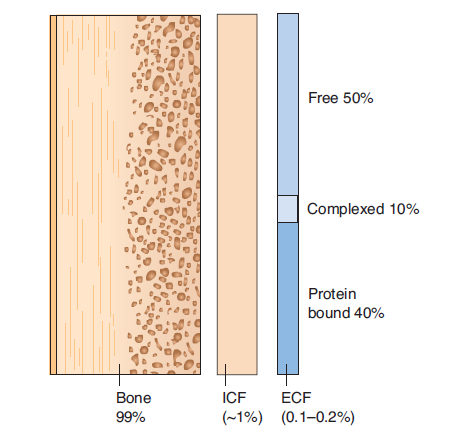 Free 50%
Complexed 10%
Protein
bound 40%
Bone
99%
ICF
(~1%)
ECF
(0.1–0.2%)